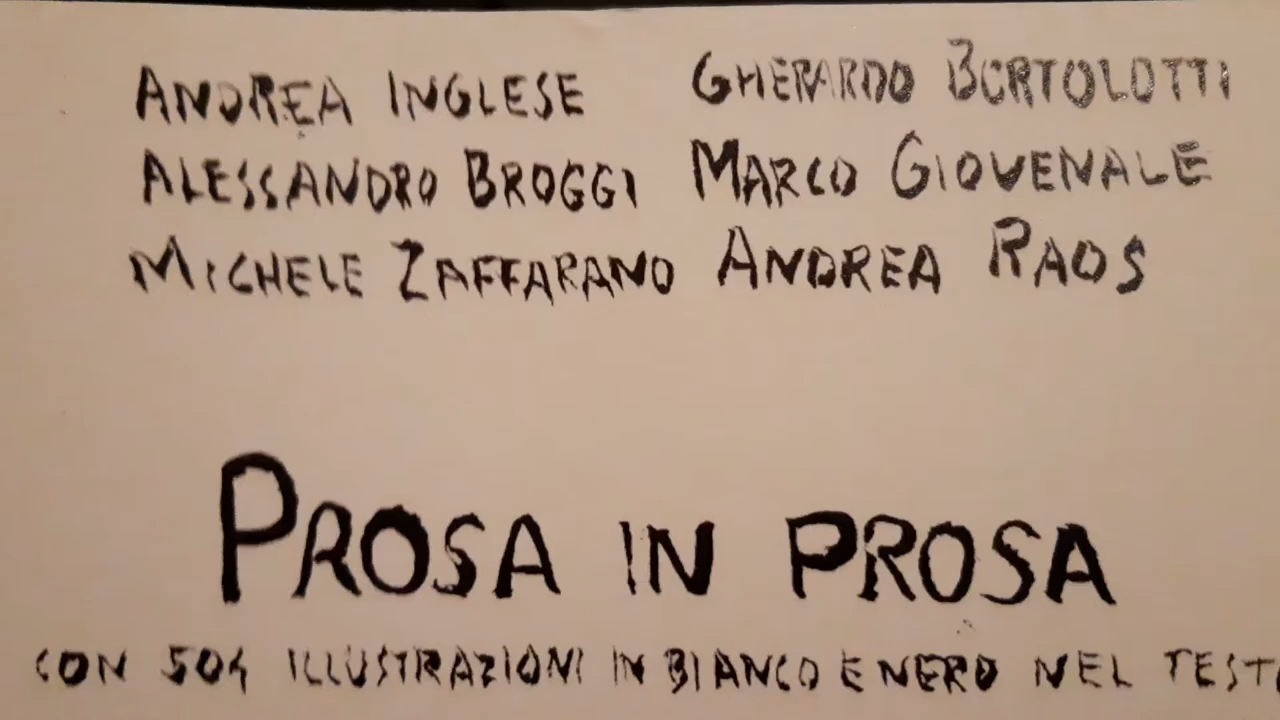 ANDREA INGLESE GHERARDO BORTOLOTTI
ALESSANDRO BROGGI MARCO GIOVENALE
MICHELE ZAFFARANO ANDREA RAOS
PROSA IN PROSA
CON 504 ILLUSTRAZIONI IN BIANCO E NERO NEL TESTO